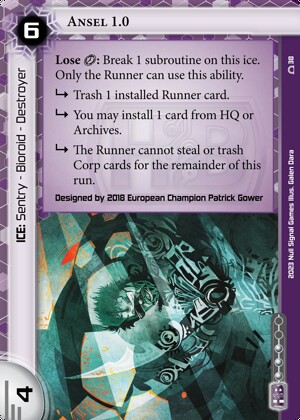 ANSEL 1.0
6
ICE: Sentry - Bioroid - Destroyer
Lose : Break 1 subroutine on this ice.
Only the Runner can use this ability.
↳ Trash 1 installed Runner card.
↳ You may install 1 card from HQ or
Archives.
↳ The Runner cannot steal or trash
Corp cards for the remainder of this
run.
Designed by 2018 European Champion Patrick Gower
38
2023 Null Signal Games Illus. Galen Dara
4